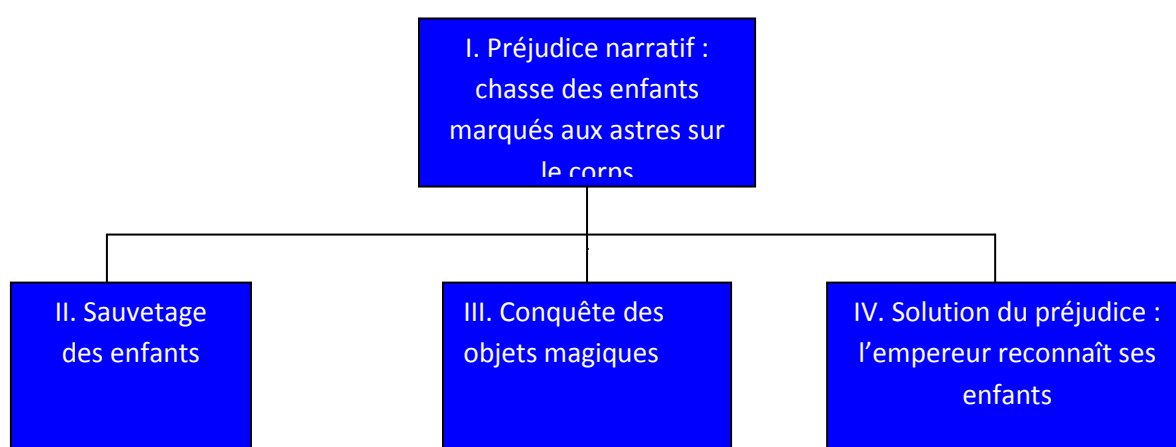 I. Préjudice narratif :
chasse des enfants
marqués aux astres sur
le corps
II. Sauvetage
des enfants
III. Conquête des
objets magiques
IV. Solution du préjudice :
l’empereur reconnaît ses
enfants